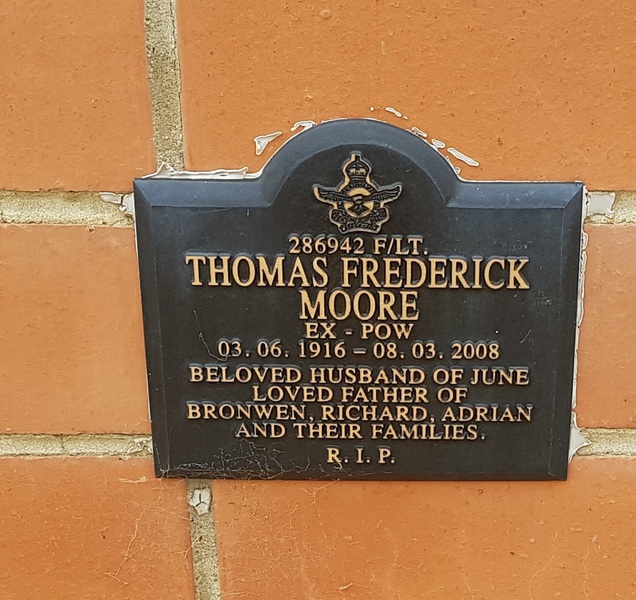 286942 F/LT.
THOMAS FREDERICK
MOORE
EX - POW
03. 06. 1916 - 08. 03. 2008
BELOVED HUSBAND OF JUNE
LOVED FATHER OF
BRONWEN, RICHARD, ADRIAN
AND THEIR FAMILIES.
R. I. P.